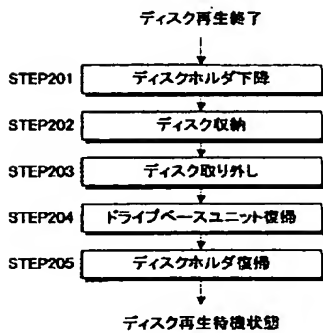 ディスク再生終了
STEP201 ディスクホルダ下降
STEP202 ディスク収納
STEP203 ディスク取り外し
STEP204 ドライブベースユニット復帰
STEP205 ディスクホルダ復帰
ディスク再生待機状態